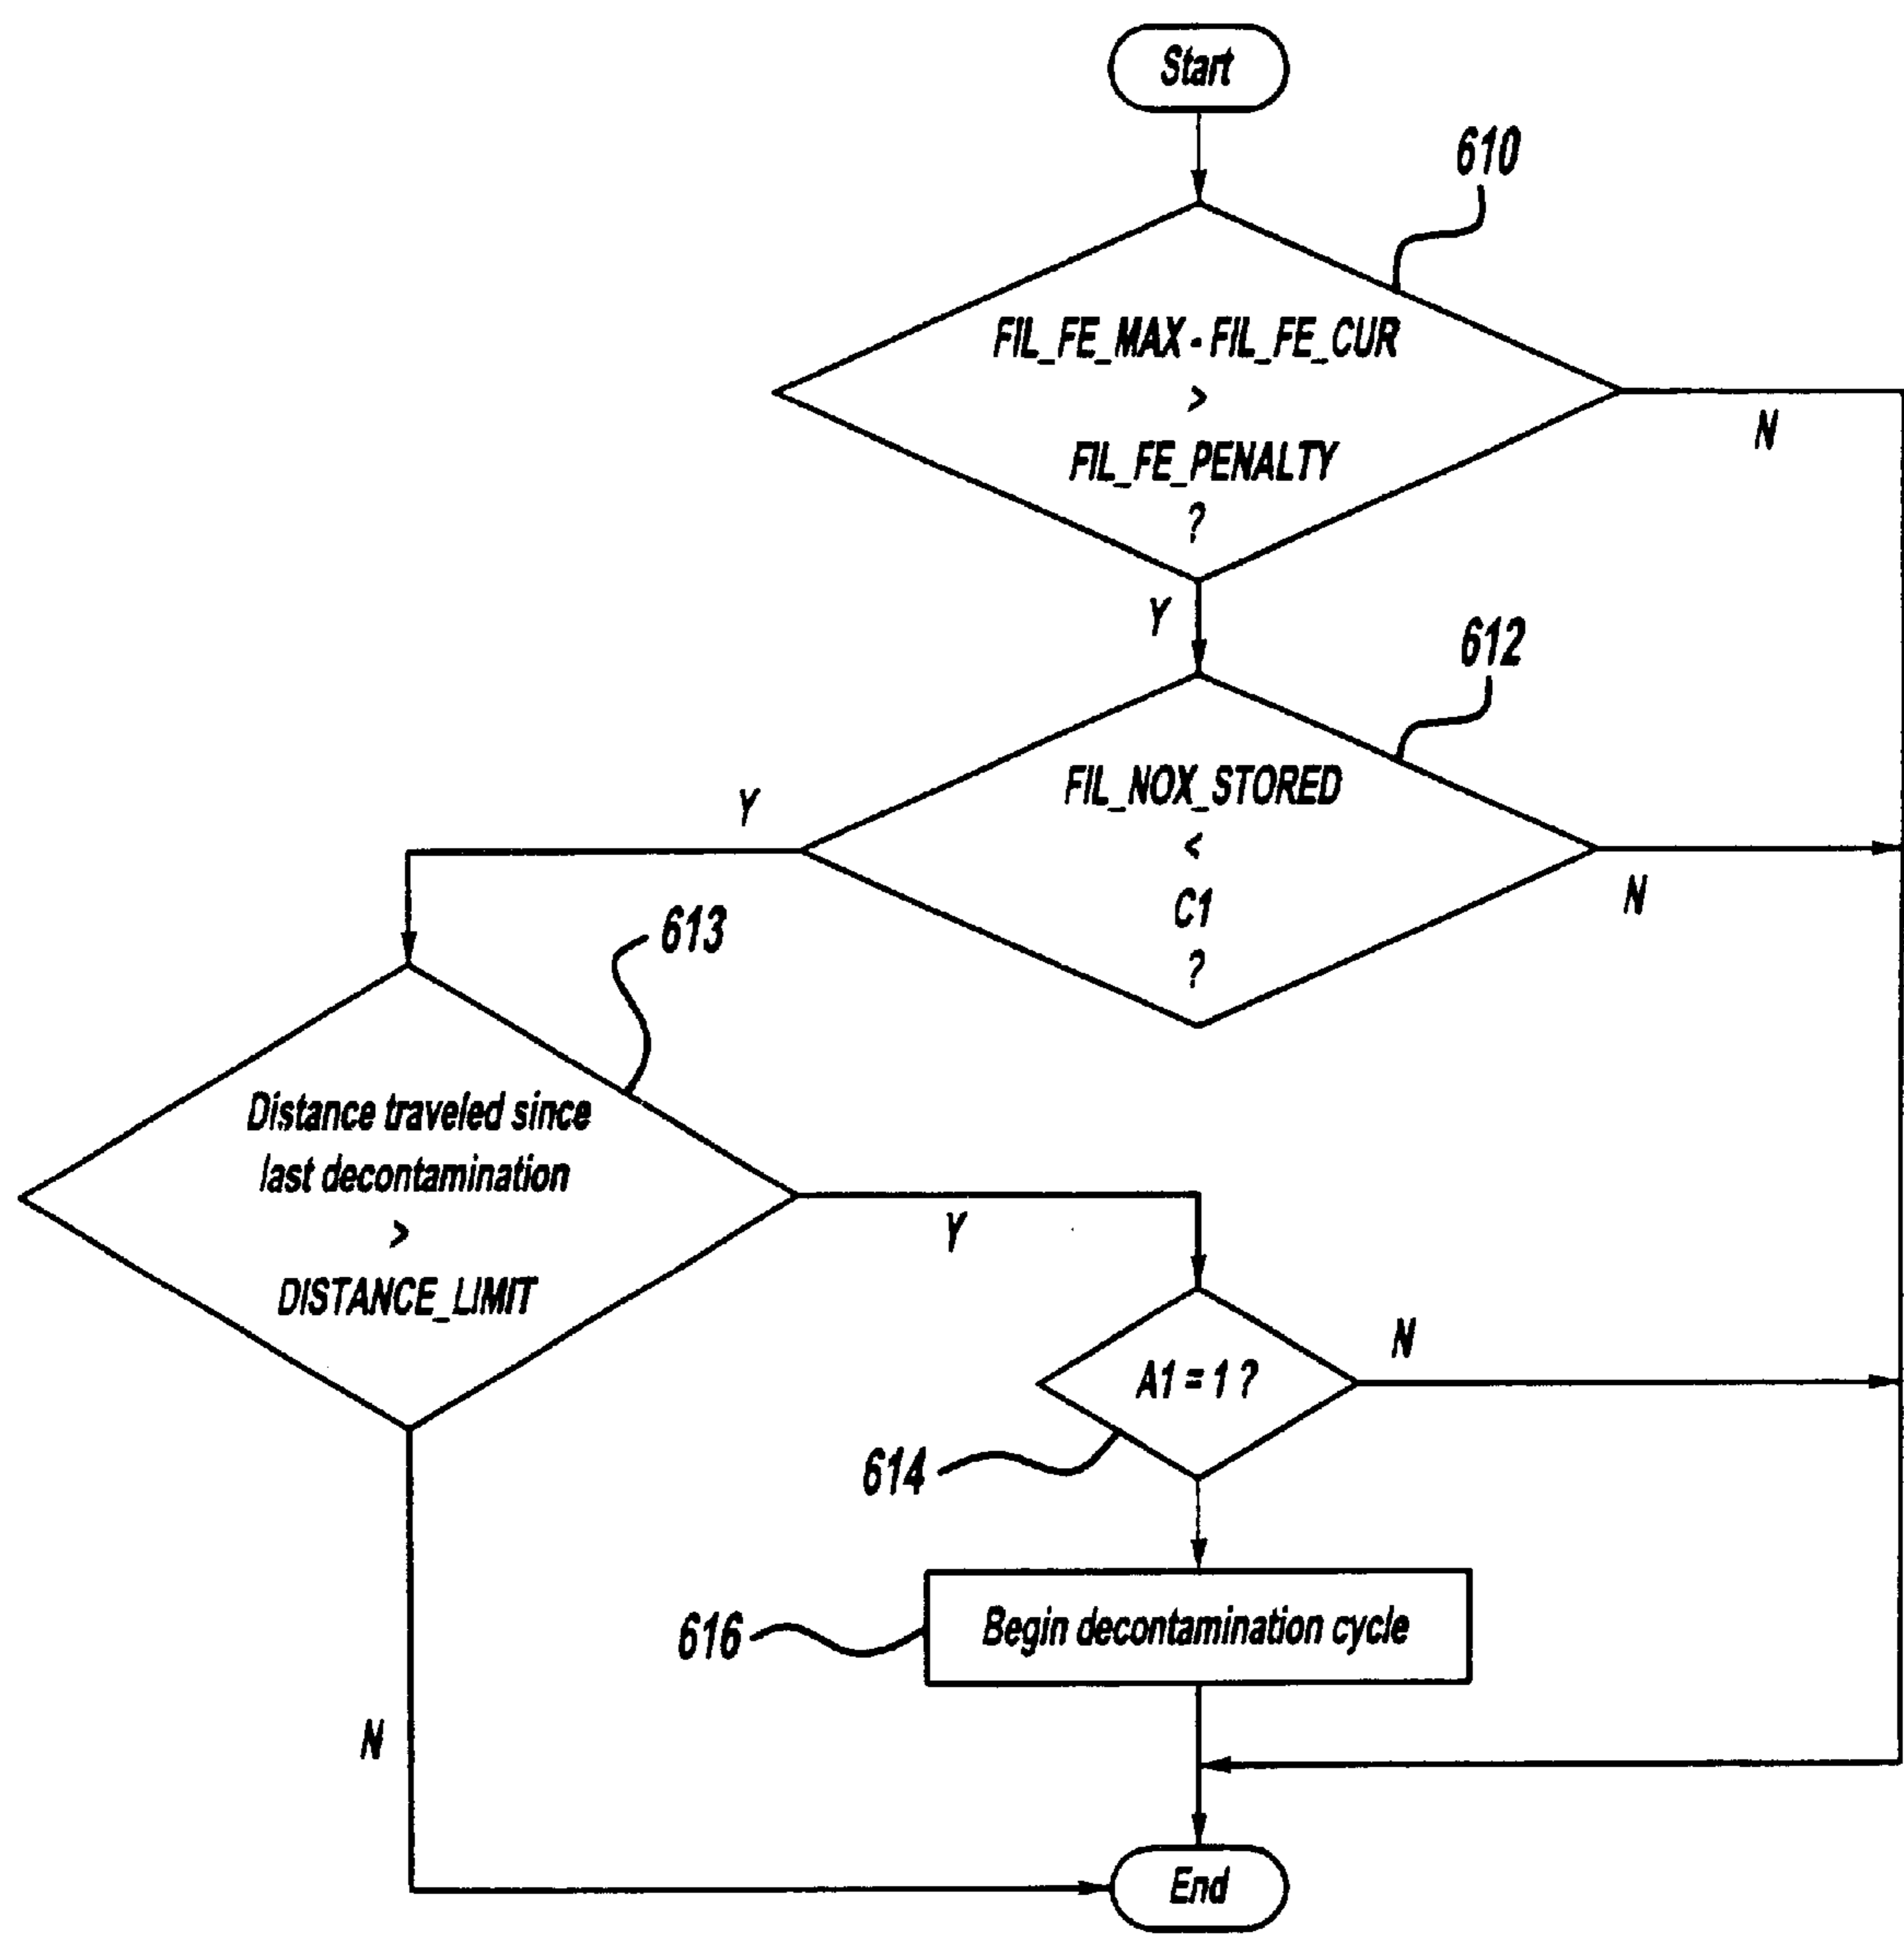 Start
610
FIL_FE_MAX - FIL_FE_CUR
>
FIL_FE_PENALTY
?
N
Y
612
FIL_NOX_STORED
<
C1
?
Y
N
613
Distance traveled since
last decontamination
>
DISTANCE_LIMIT
Y
N
A1 = 1 ?
N
614
Begin decontamination cycle
616
End